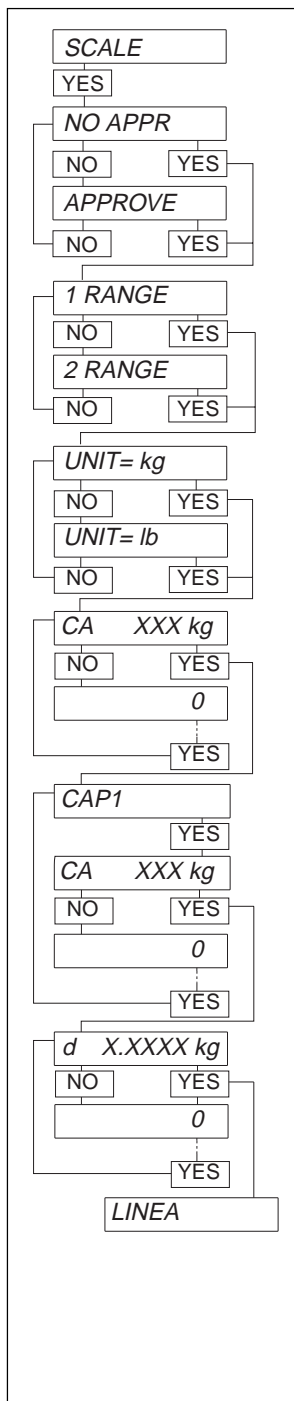 SCALE
YES
NO APPR
NO YES
APPROVE
NO YES
1 RANGE
NO YES
2 RANGE
NO YES
UNIT= kg
NO YES
UNIT= lb
NO YES
CA XXX kg
NO YES
0
YES
CAP1
YES
CA XXX kg
NO YES
0
YES
d X.XXXX kg
NO YES
0
YES
LINEA